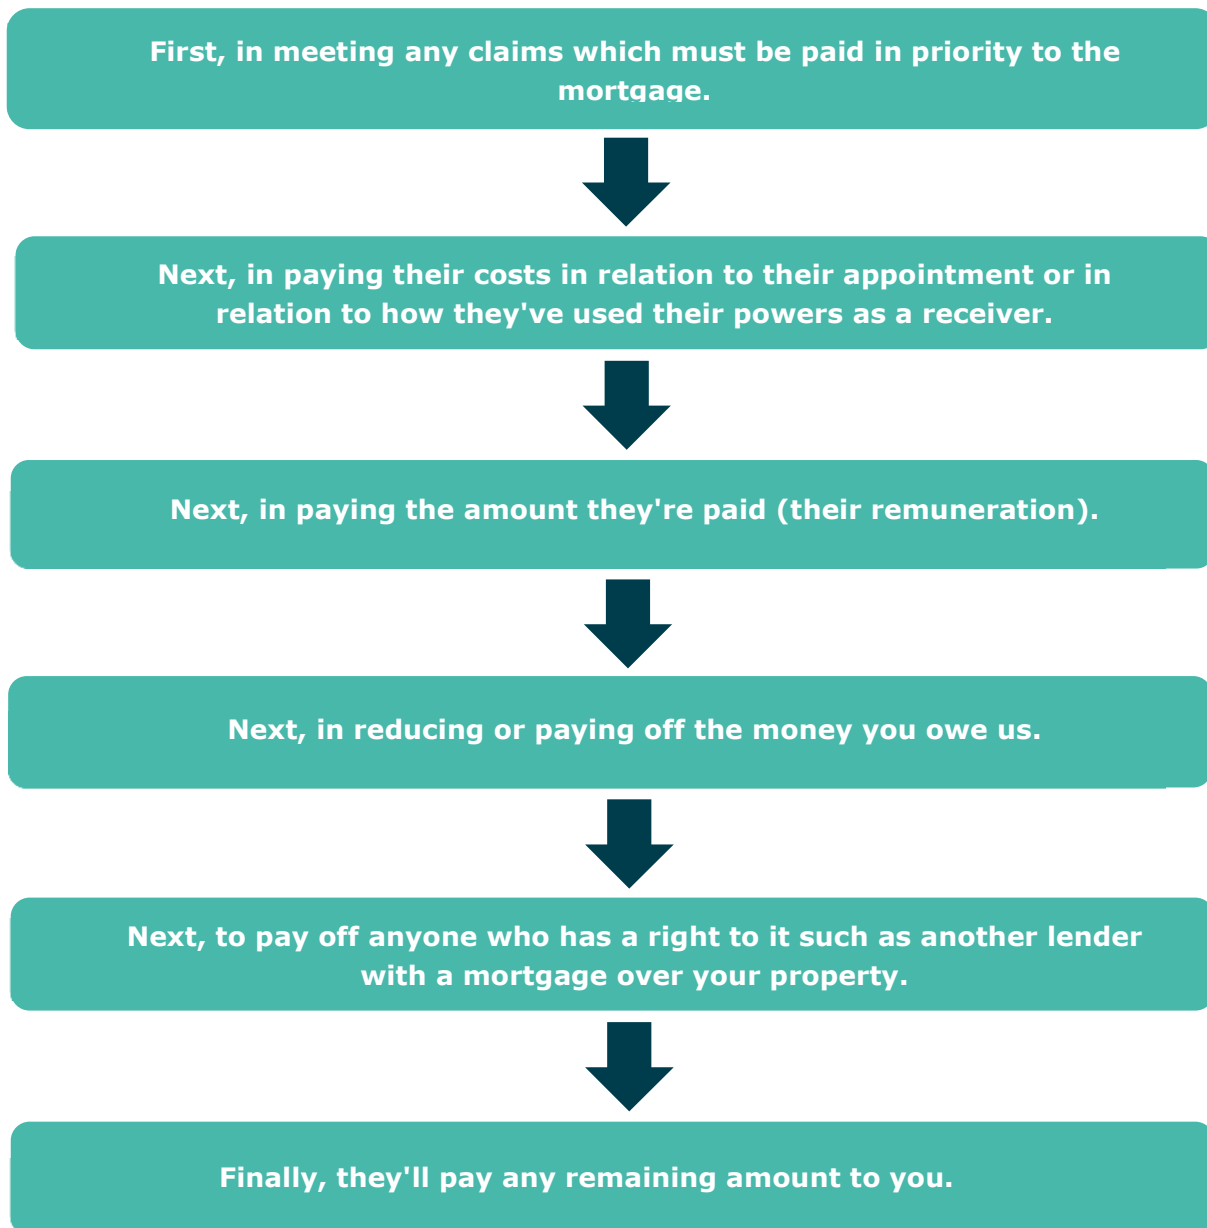 First, in meeting any claims which must be paid in priority to the
mortgage.
Next, in paying their costs in relation to their appointment or in
relation to how they've used their powers as a receiver.
Next, in paying the amount they're paid (their remuneration).
Next, in reducing or paying off the money you owe us.
Next, to pay off anyone who has a right to it such as another lender
with a mortgage over your property.
Finally, they'll pay any remaining amount to you.